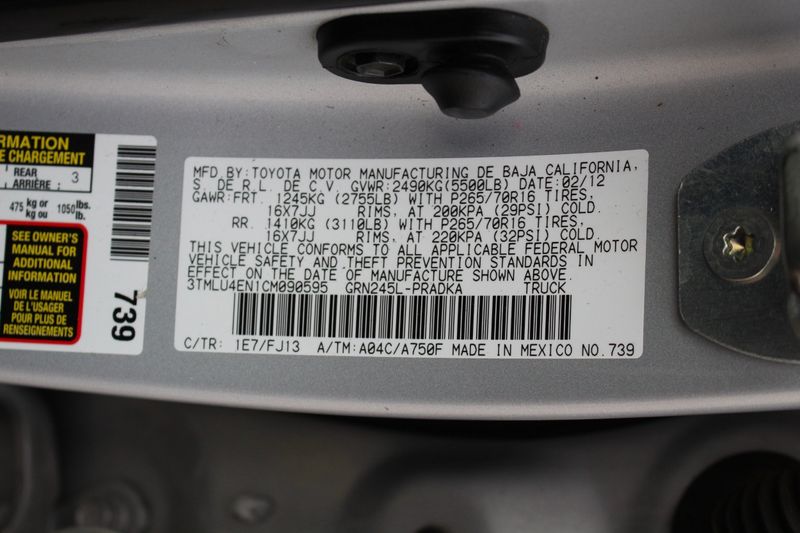 RMATION
E CHARGEMENT
REAR
ARRIÈRE: 3
475 kg or 1050 lbs.
kg ou lb.
SEE OWNER'S
MANUAL FOR
ADDITIONAL
INFORMATION
VOIR LE MANUEL
DE L'USAGER
POUR PLUS DE
RENSEIGNEMENTS
739
MFD BY:TOYOTA MOTOR MANUFACTURING DE BAJA CALIFORNIA,
S. DE R.L. DE C.V. GVWR:2490KG(5500LB) DATE:02/12
GAWR:FRT. 1245KG (2755LB) WITH P265/70R16 TIRES,
16X7JJ RIMS, AT 200KPA (29PSI) COLD.
RR. 1410KG (3110LB) WITH P265/70R16 TIRES,
16X7JJ RIMS, AT 220KPA (32PSI) COLD.
THIS VEHICLE CONFORMS TO ALL APPLICABLE FEDERAL MOTOR
VEHICLE SAFETY AND THEFT PREVENTION STANDARDS IN
EFFECT ON THE DATE OF MANUFACTURE SHOWN ABOVE.
3TMLU4EN1CM090595 GRN245L-PRADKA TRUCK
C/TR: 1E7/FJ13 A/TM:A04C/A750F MADE IN MEXICO NO.739